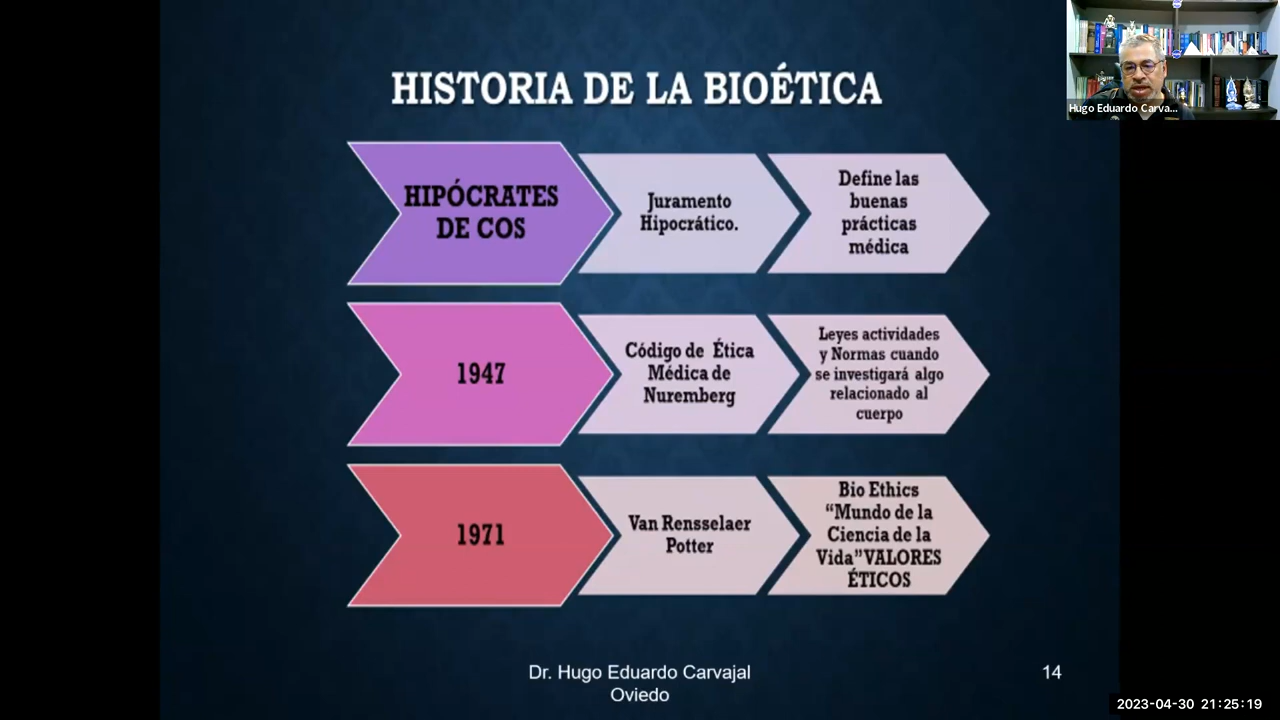 HISTORIA DE LA BIOÉTICA
HIPÓCRATES
DE COS
Juramento
Hipocrático.
Define las
buenas
prácticas
médica
1947
Código de Ética
Médica de
Nuremberg
Leyes actividades
y Normas cuando
se investigará algo
relacionado al
cuerpo
1971
Van Rensselaer
Potter
Bio Ethics
“Mundo de la
Ciencia de la
Vida”VALORES
ÉTICOS
Dr. Hugo Eduardo Carvajal
Oviedo
14
Hugo Eduardo Carva...
2023-04-30 21:25:19